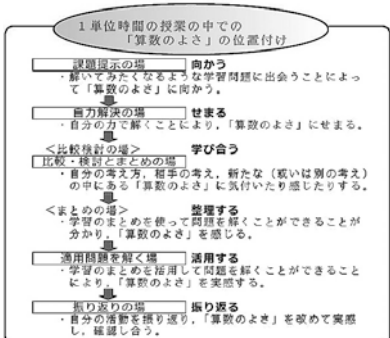 1単位時間の授業の中での
「算数のよさ」の位置付け
課題提示の場 向かう
・解いてみたくなるような学習問題に出会うことによっ
て「算数のよさ」に向かう。
自力解決の場 せまる
・自分の力で解くことにより,「算数のよさ」にせまる。
<比較検討の場> 学び合う
比較・検討とまとめの場
・自分の考え方,相手の考え,新たな(或いは別の考え)
の中にある「算数のよさ」に気付いたり感じたりする。
<まとめの場> 整理する
・学習のまとめを使って問題を解くことができることが
分かり,「算数のよさ」を感じる。
適用問題を解く場 活用する
・学習のまとめを活用して問題を解くことができること
により,「算数のよさ」を実感する。
振り返りの場 振り返る
・自分の活動を振り返り,「算数のよさ」を改めて実感
し,確認し合う。